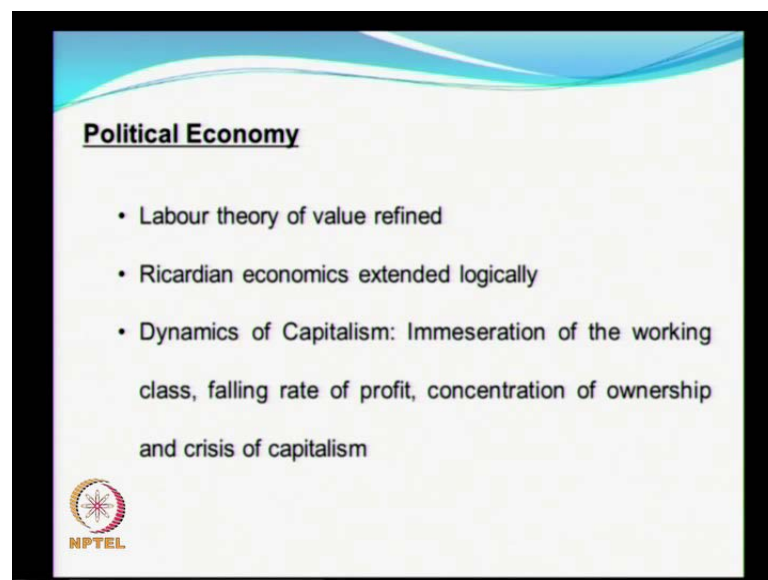 Political Economy
• Labour theory of value refined
• Ricardian economics extended logically
• Dynamics of Capitalism: Immeseration of the working
class, falling rate of profit, concentration of ownership
and crisis of capitalism
NPTEL